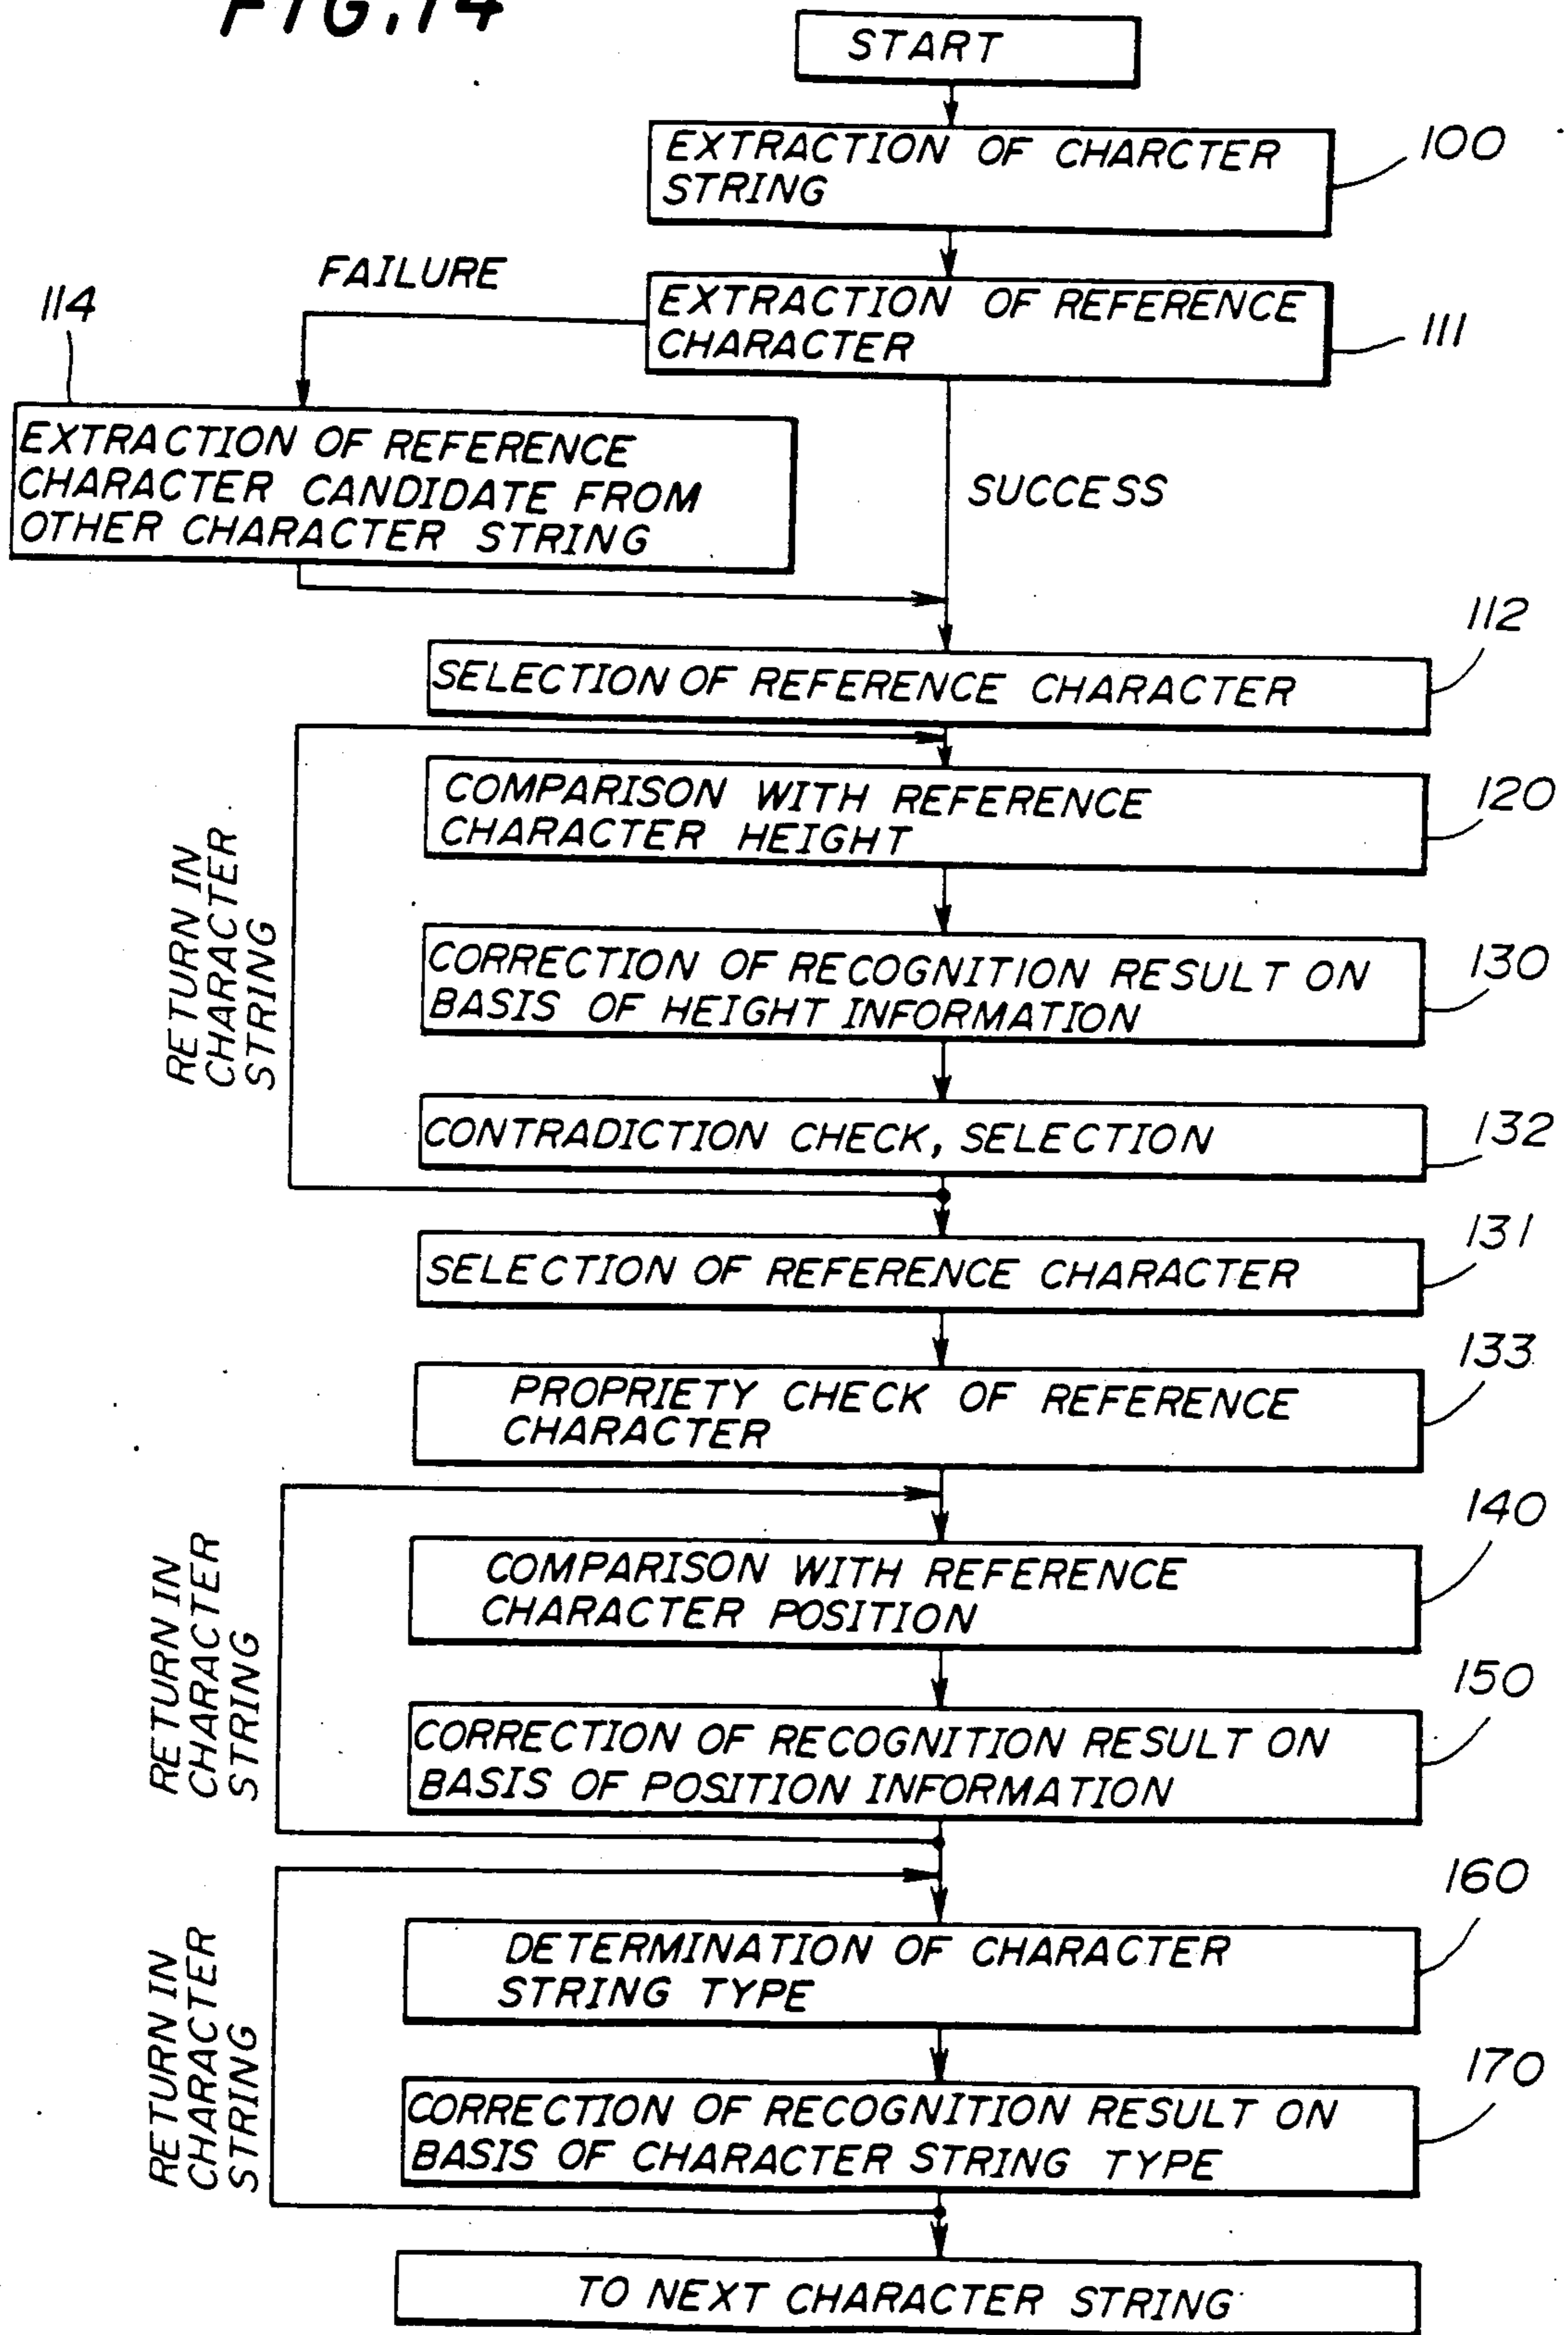 FIG.14
START
EXTRACTION OF CHARCTER
STRING
100
FAILURE
EXTRACTION OF REFERENCE
CHARACTER
111
114
EXTRACTION OF REFERENCE
CHARACTER CANDIDATE FROM
OTHER CHARACTER STRING
SUCCESS
112
SELECTION OF REFERENCE CHARACTER
COMPARISON WITH REFERENCE
CHARACTER HEIGHT
120
RETURN IN
CHARACTER
STRING
CORRECTION OF RECOGNITION RESULT ON
BASIS OF HEIGHT INFORMATION
130
CONTRADICTION CHECK, SELECTION
132
SELECTION OF REFERENCE CHARACTER
131
PROPRIETY CHECK OF REFERENCE
CHARACTER
133
COMPARISON WITH REFERENCE
CHARACTER POSITION
140
RETURN IN
CHARACTER
STRING
CORRECTION OF RECOGNITION RESULT ON
BASIS OF POSITION INFORMATION
150
DETERMINATION OF CHARACTER
STRING TYPE
160
RETURN IN
CHARACTER
STRING
CORRECTION OF RECOGNITION RESULT ON
BASIS OF CHARACTER STRING TYPE
170
TO NEXT CHARACTER STRING